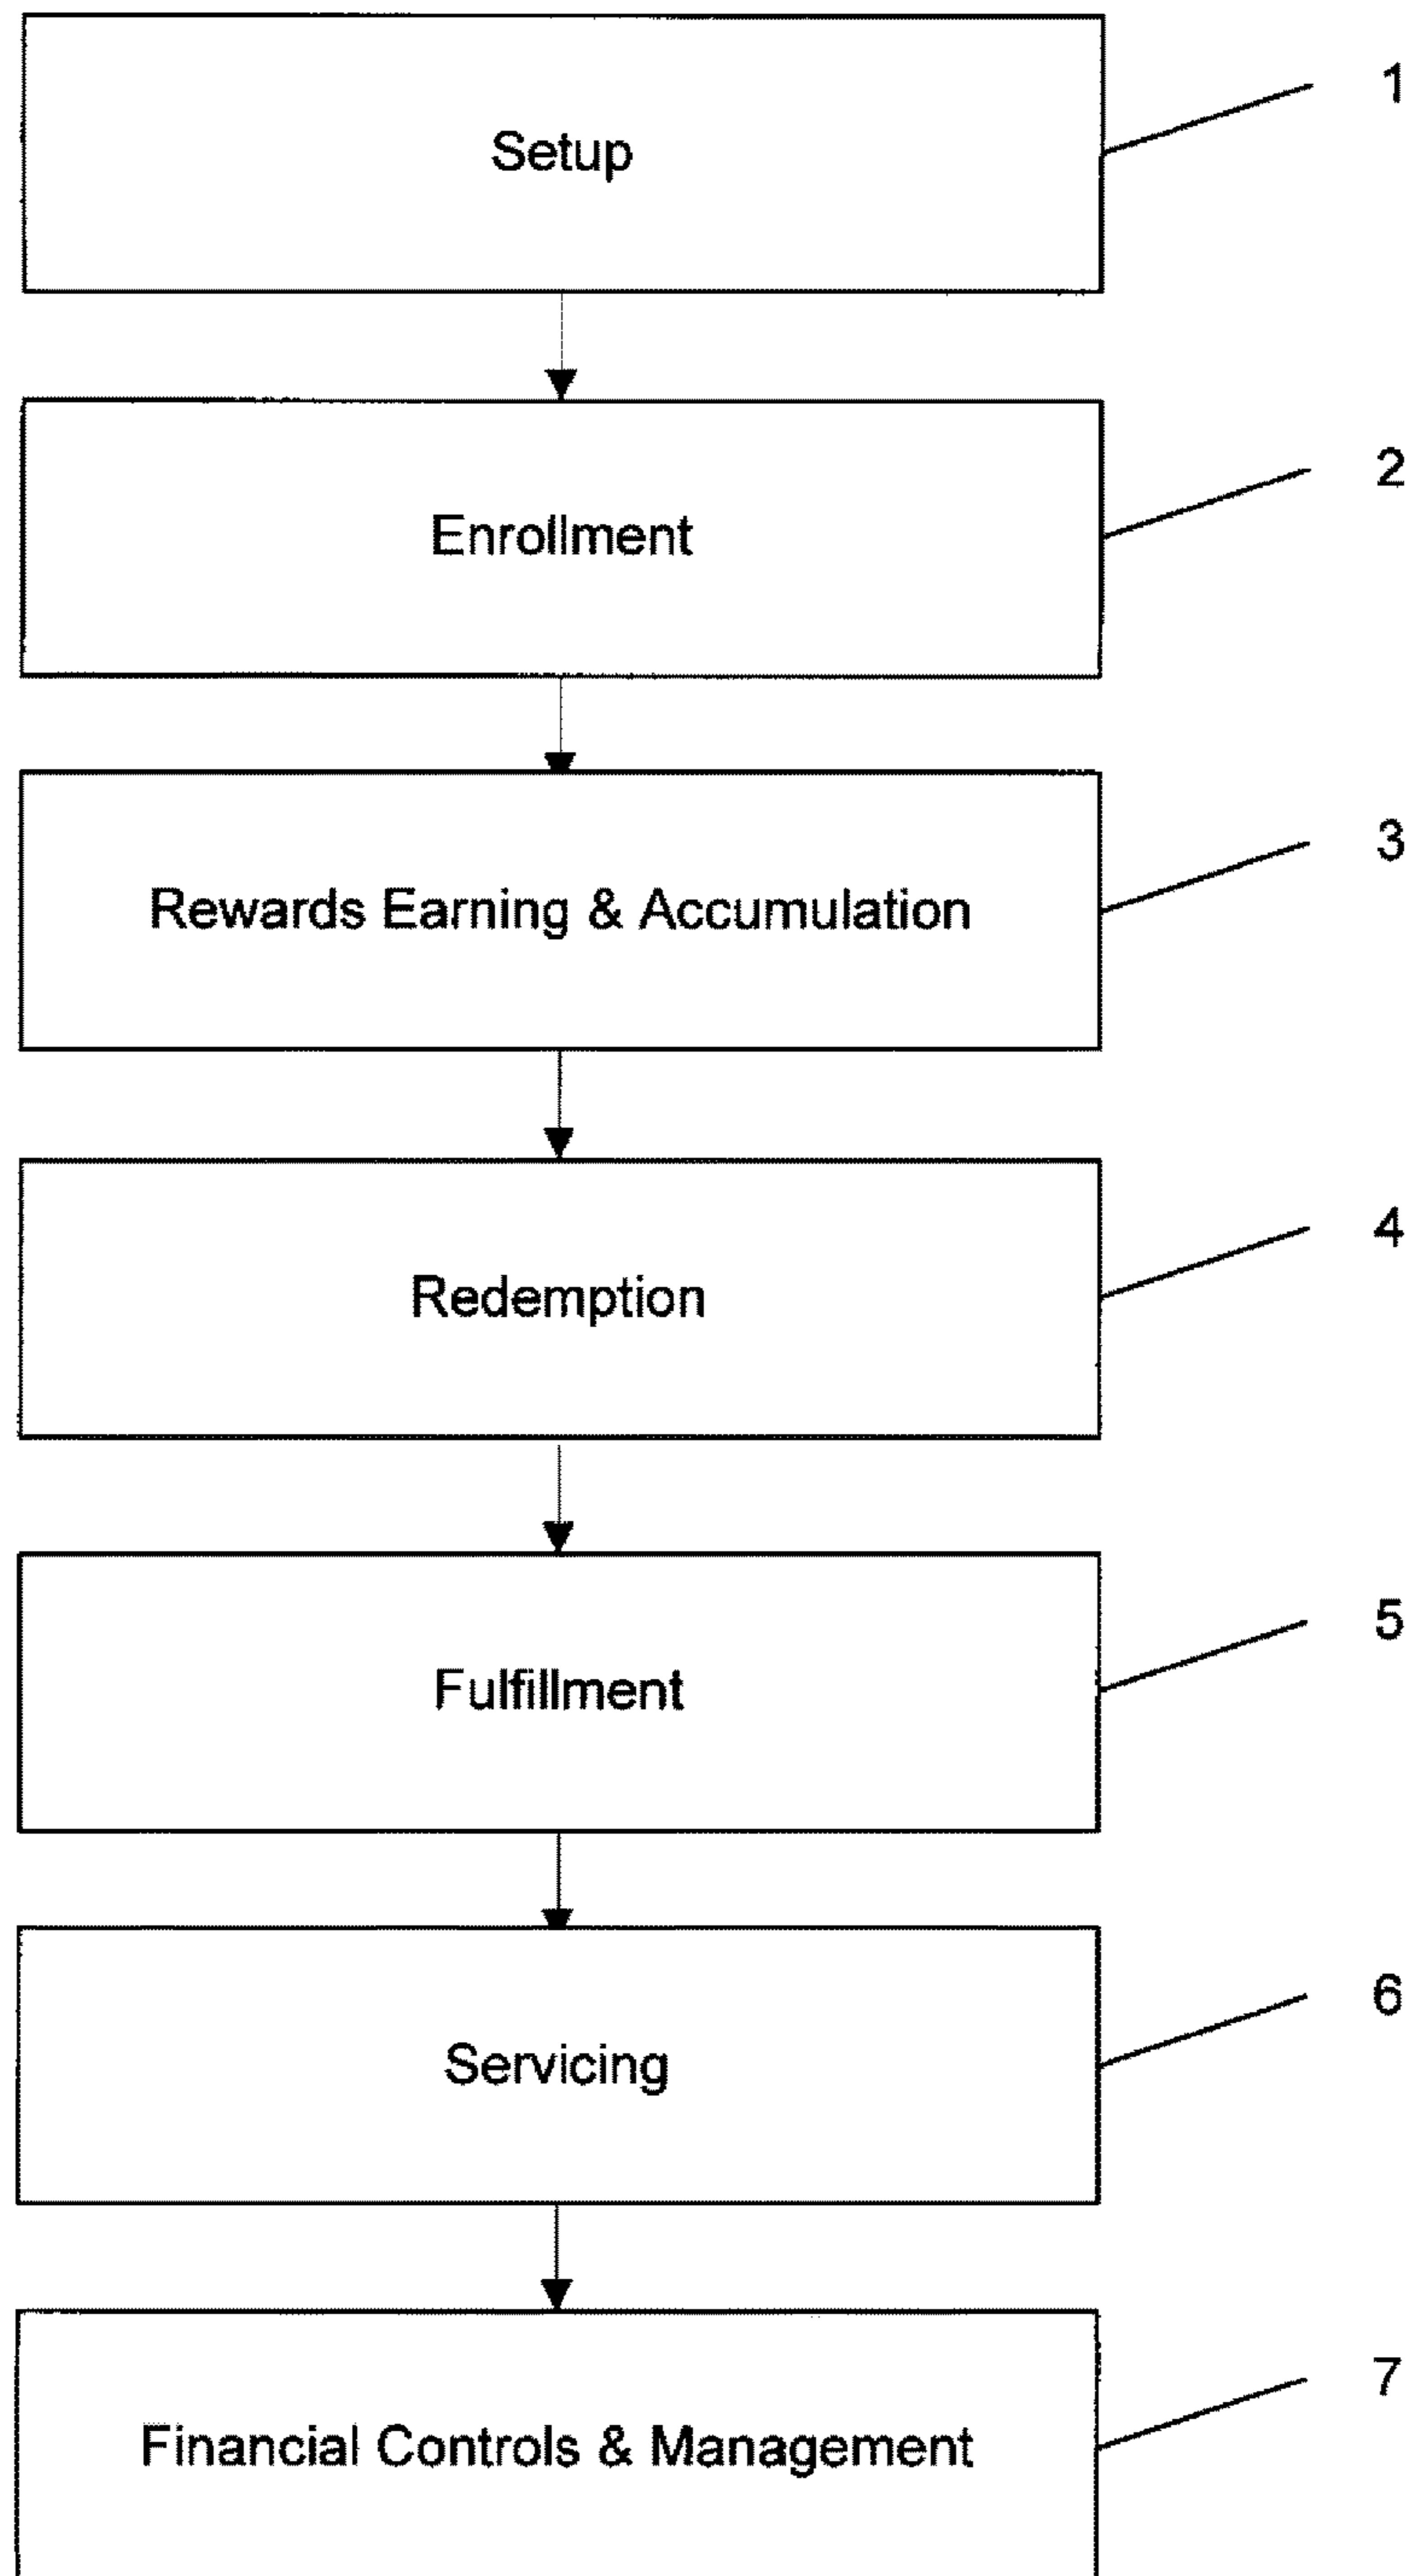 Setup
1
Enrollment
2
Rewards Earning & Accumulation
3
Redemption
4
Fulfillment
5
Servicing
6
Financial Controls & Management
7